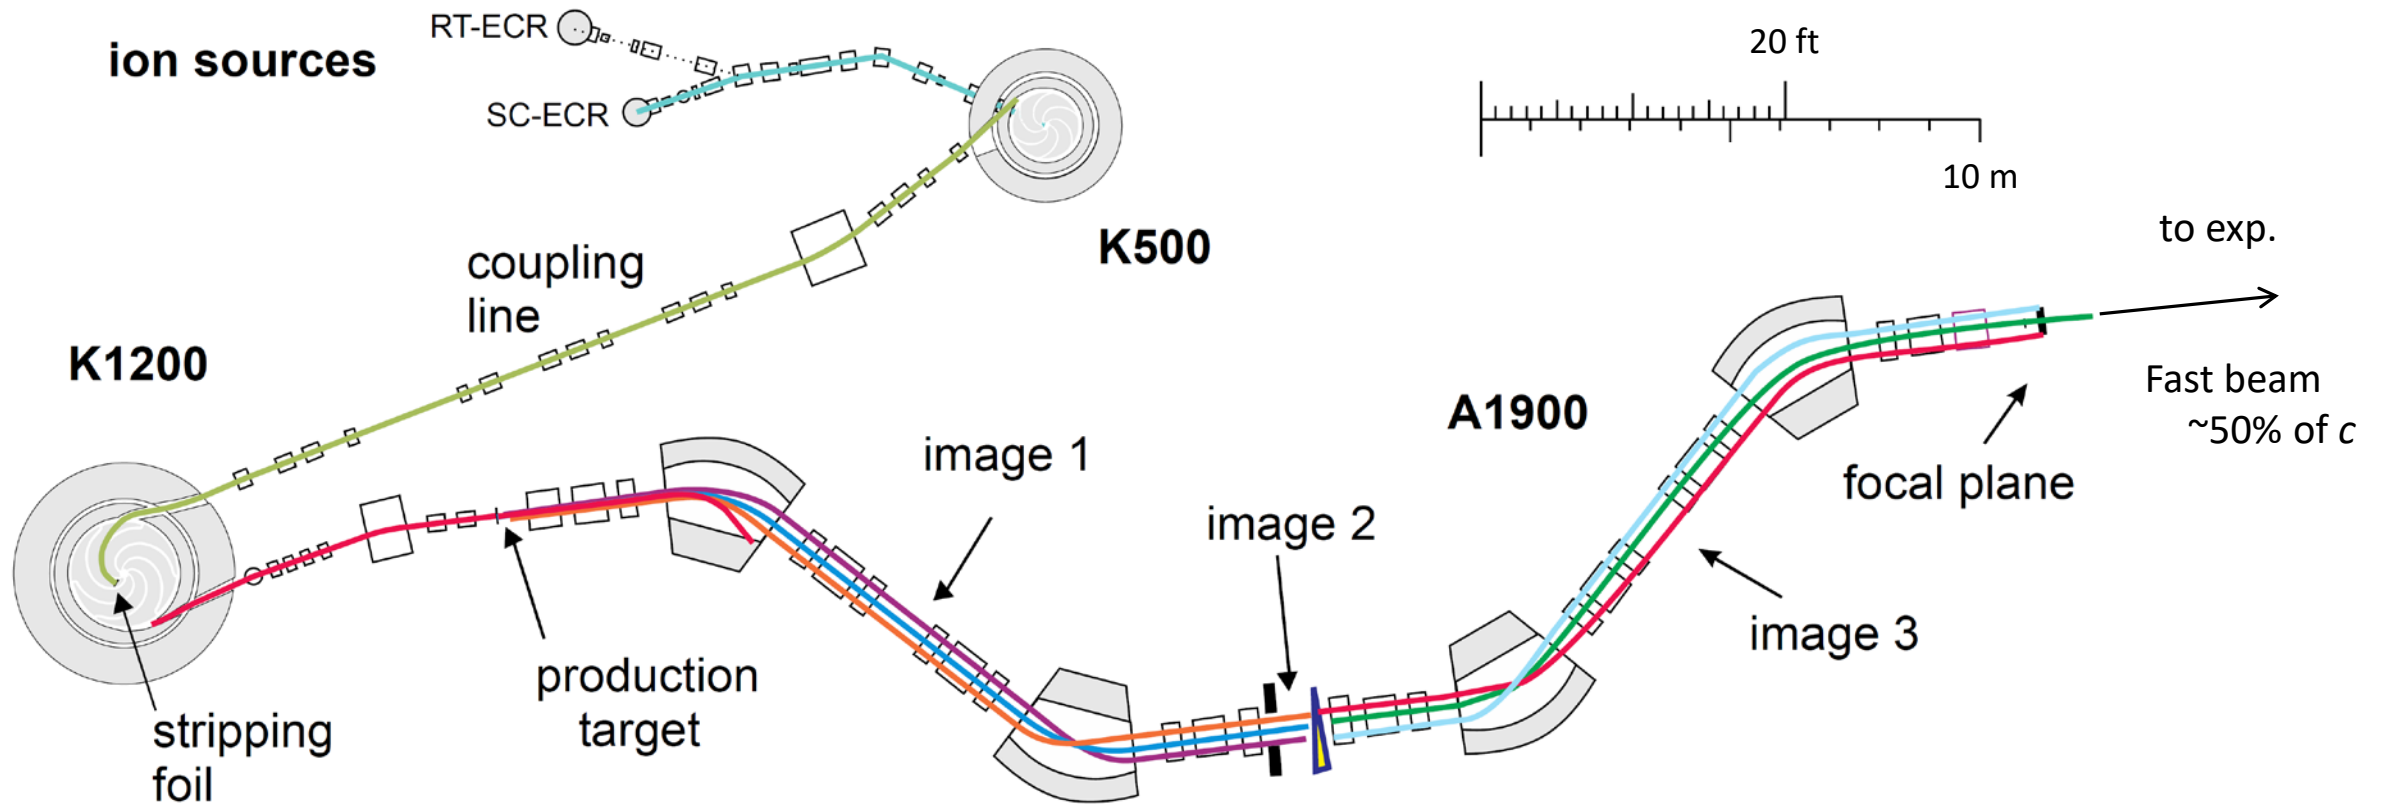 RT-ECR
ion sources
SC-ECR
20 ft
10 m
K500
to exp.
coupling
line
K1200
A1900
Fast beam
~50% of c
image 1
focal plane
image 2
image 3
production
target
stripping
foil